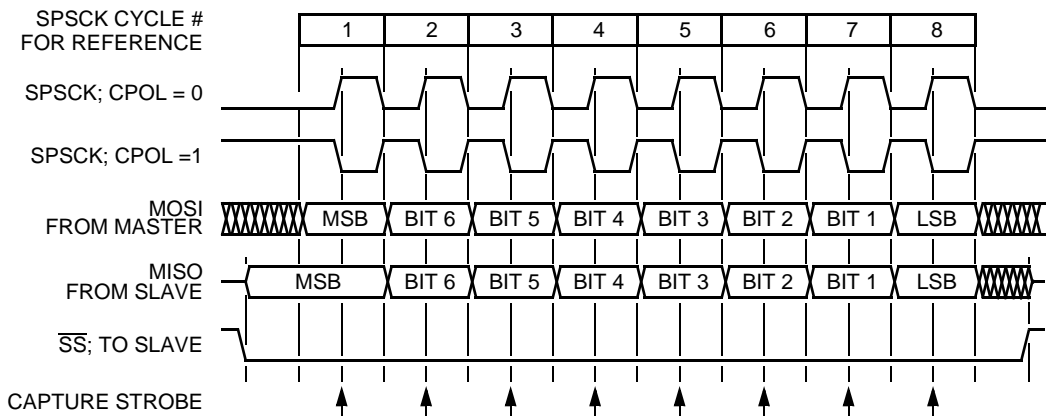 SPSCK CYCLE #
FOR REFERENCE
1 2 3 4 5 6 7 8
SPSCK; CPOL = 0
SPSCK; CPOL =1
MOSI
FROM MASTER
MSB BIT 6 BIT 5 BIT 4 BIT 3 BIT 2 BIT 1 LSB
MISO
FROM SLAVE
MSB BIT 6 BIT 5 BIT 4 BIT 3 BIT 2 BIT 1 LSB
S̅S̅; TO SLAVE
CAPTURE STROBE